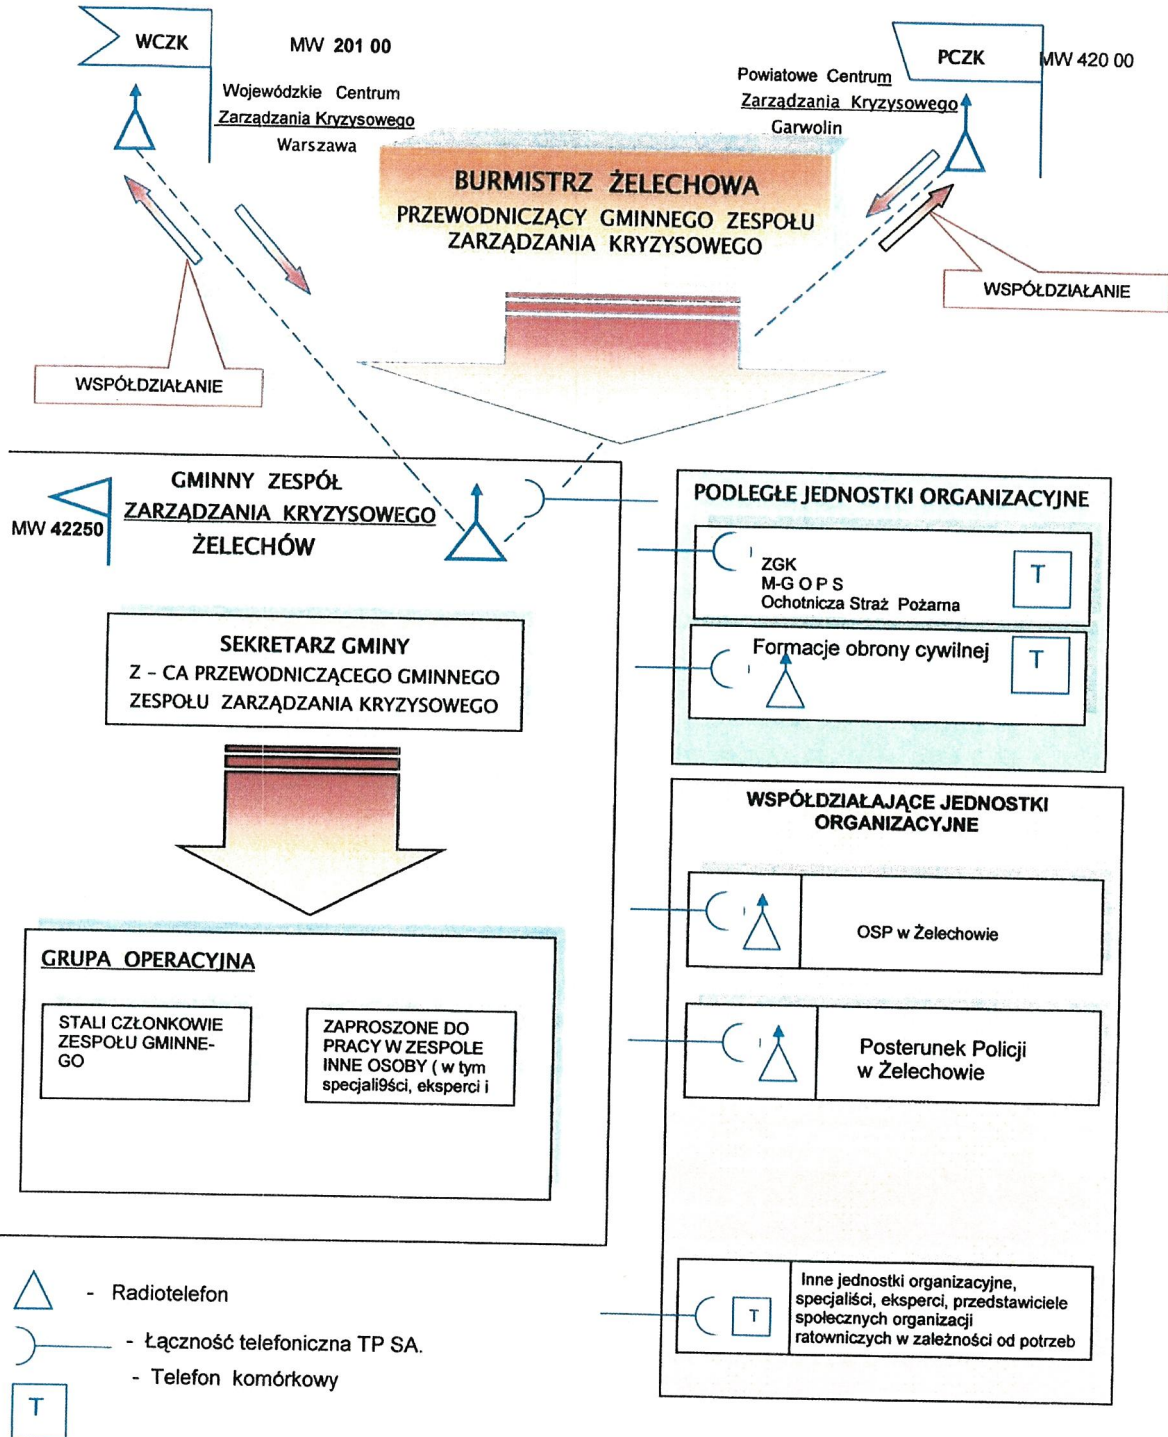 WCZK
MW 201 00
Wojewódzkie Centrum
Zarządzania Kryzysowego
Warszawa
PCZK
MW 420 00
Powiatowe Centrum
Zarządzania Kryzysowego
Garwolin
BURMISTRZ ŻELECHOWA
PRZEWODNICZĄCY GMINNEGO ZESPOŁU
ZARZĄDZANIA KRYZYSOWEGO
WSPÓŁDZIAŁANIE
WSPÓŁDZIAŁANIE
GMINNY ZESPÓŁ
ZARZĄDZANIA KRYZYSOWEGO
ŻELECHÓW
MW 42250
SEKRETARZ GMINY
Z – CA PRZEWODNICZĄCEGO GMINNEGO
ZESPOŁU ZARZĄDZANIA KRYZYSOWEGO
GRUPA OPERACYJNA
STALI CZŁONKOWIE
ZESPOŁU GMINNE-
GO
ZAPROSZONE DO
PRACY W ZESPOLE
INNE OSOBY ( w tym
specjali9ści, eksperci i
PODLEGŁE JEDNOSTKI ORGANIZACYJNE
ZGK
M-G O P S
Ochotnicza Straż Pożarna
T
Formacje obrony cywilnej
T
WSPÓŁDZIAŁAJĄCE JEDNOSTKI
ORGANIZACYJNE
OSP w Żelechowie
Posterunek Policji
w Żelechowie
T
Inne jednostki organizacyjne,
specjaliści, eksperci, przedstawiciele
społecznych organizacji
ratowniczych w zależności od potrzeb
- Radiotelefon
- Łączność telefoniczna TP SA.
- Telefon komórkowy
T